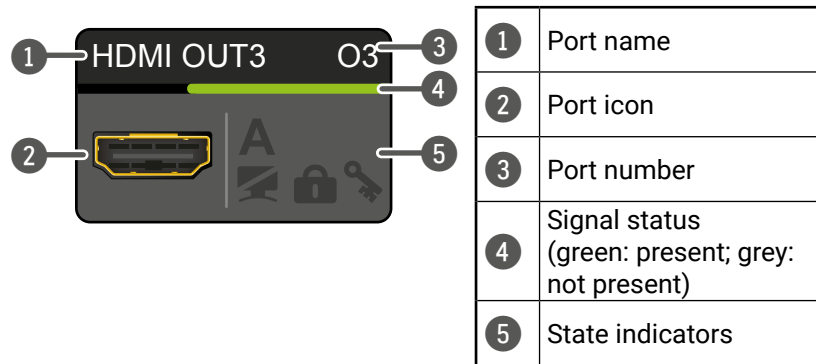 HDMI OUT3 O3
1
2
3
4
5
A
1 Port name
2 Port icon
3 Port number
4 Signal status
(green: present; grey:
not present)
5 State indicators